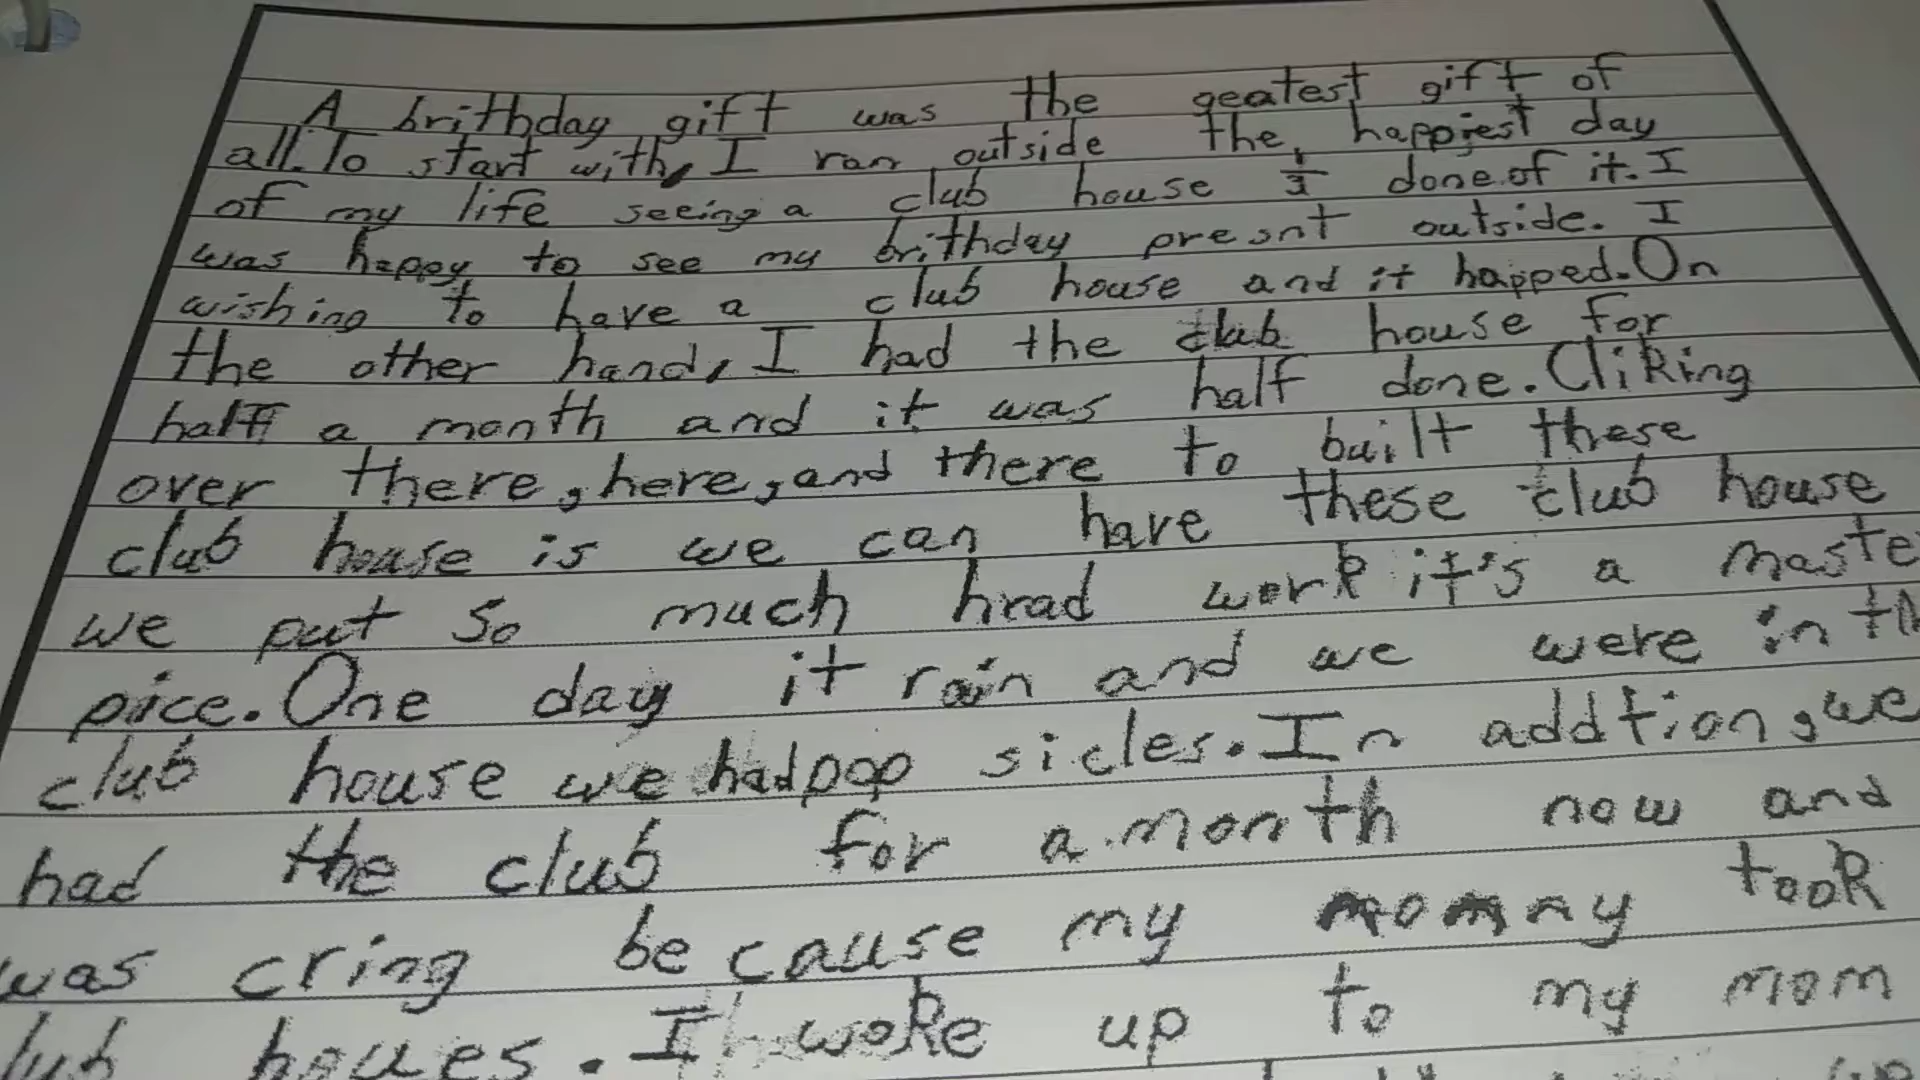 A brithday gift was the geatest gift of
all. To start with, I ran outside the happiest day
of my life seeing a club house 1/3 done of it. I
was happy to see my brithday presnt outside. I
wishing to have a club house and it happed. On
the other hand, I had the club house for
half a month and it was half done. Cliking
over there, here, and there to built these
club house is we can have these club house
we put so much hrad work it's a maste
pice. One day it rain and we were in th
club house we had pop sicles. In addtion, we
had the club for a month now and
was cring because my mommy took
lub houes. I woke up to my mom